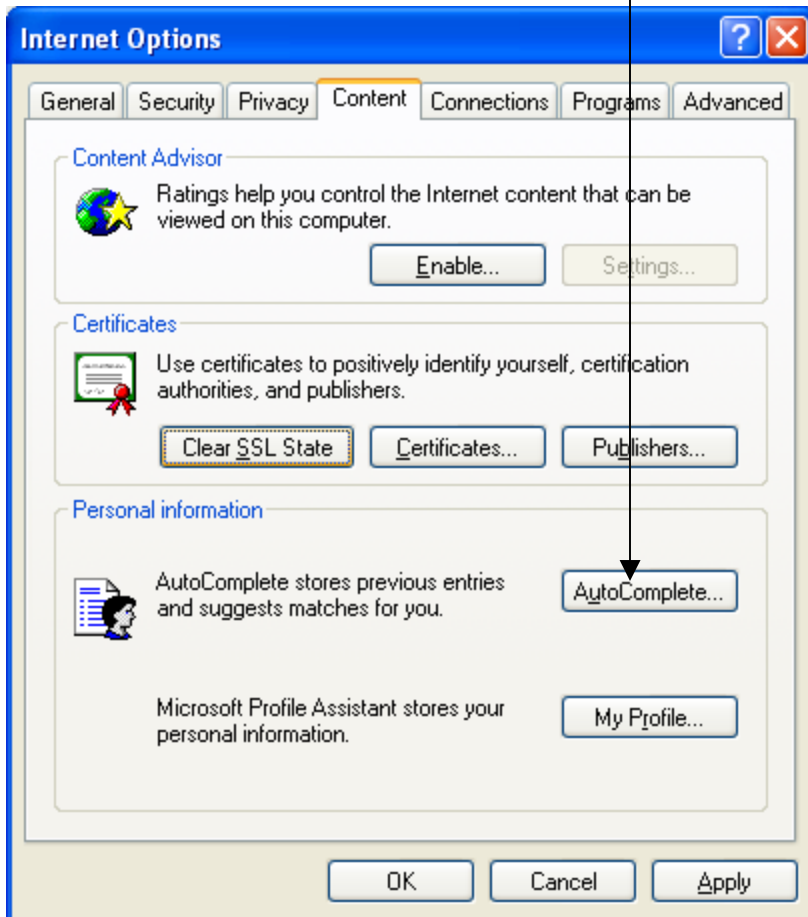 Internet Options
?
General Security Privacy Content Connections Programs Advanced
Content Advisor
Ratings help you control the Internet content that can be
viewed on this computer.
Enable... Settings...
Certificates
Use certificates to positively identify yourself, certification
authorities, and publishers.
Clear SSL State Certificates... Publishers...
Personal information
AutoComplete stores previous entries
and suggests matches for you.
AutoComplete...
Microsoft Profile Assistant stores your
personal information.
My Profile...
OK Cancel Apply